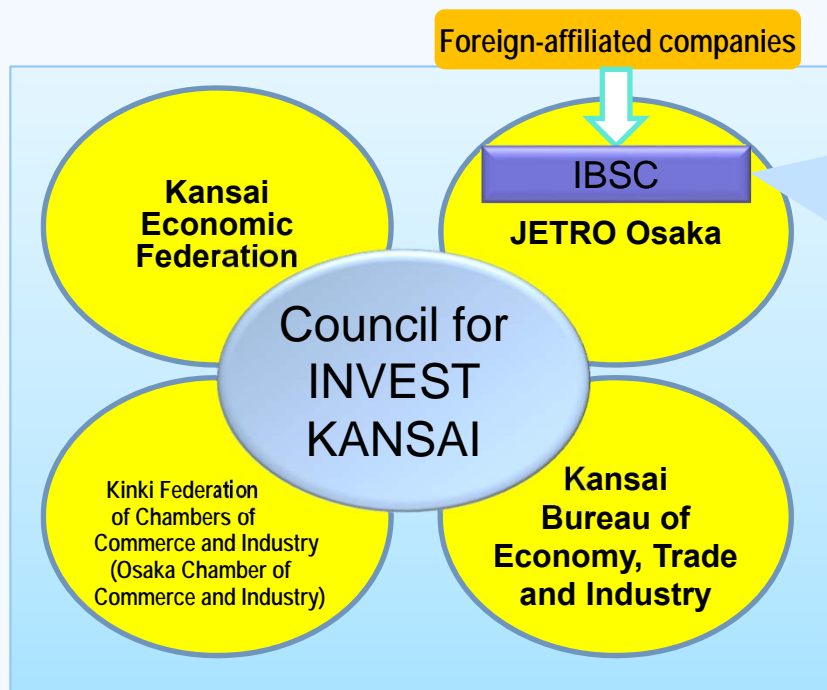 Foreign-affiliated companies
Kansai
Economic
Federation
IBSC
JETRO Osaka
Council for
INVEST
KANSAI
Kinki Federation
of Chambers of
Commerce and Industry
(Osaka Chamber of
Commerce and Industry)
Kansai
Bureau of
Economy, Trade
and Industry